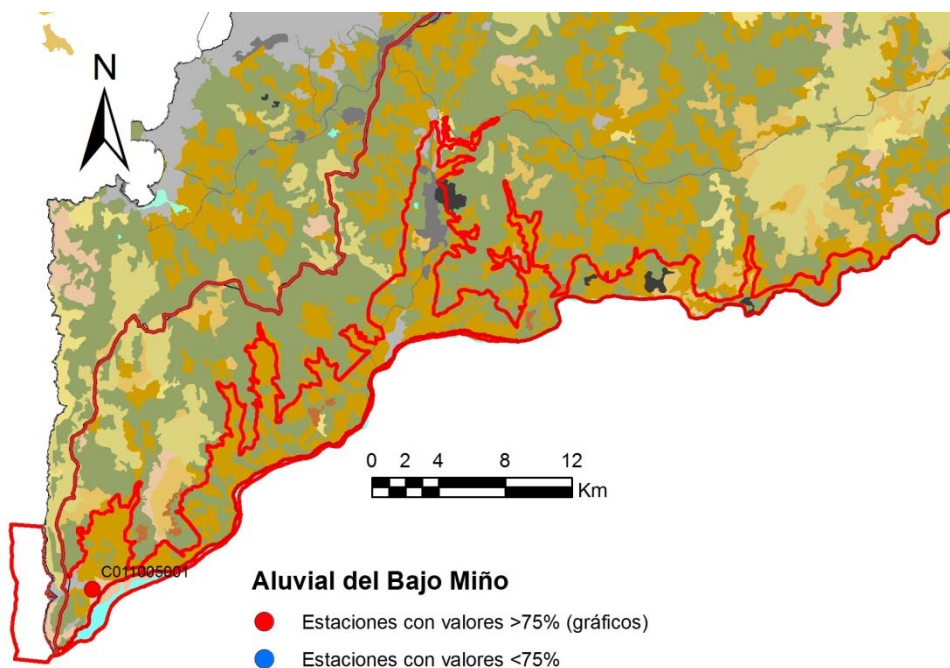 N
0 2 4 8 12
Km
C011005001
Aluvial del Bajo Miño
Estaciones con valores >75% (gráficos)
Estaciones con valores <75%